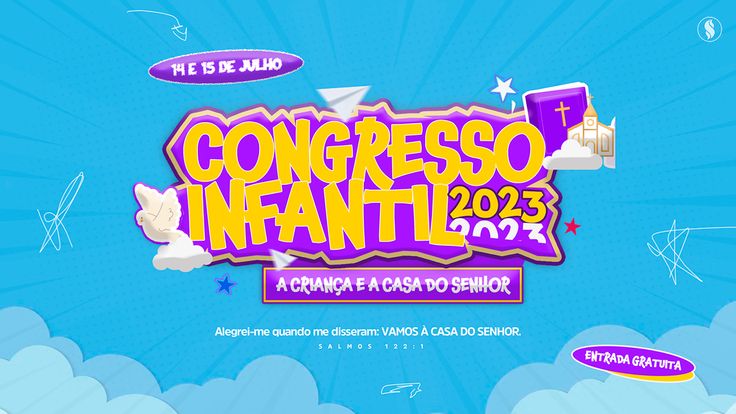 14 E 15 DE JULHO
CONGRESSO
INFANTIL 2023
2023
A CRIANÇA E A CASA DO SENHOR
Alegrei-me quando me disseram: VAMOS À CASA DO SENHOR.
SALMOS 122:1
ENTRADA GRATUITA